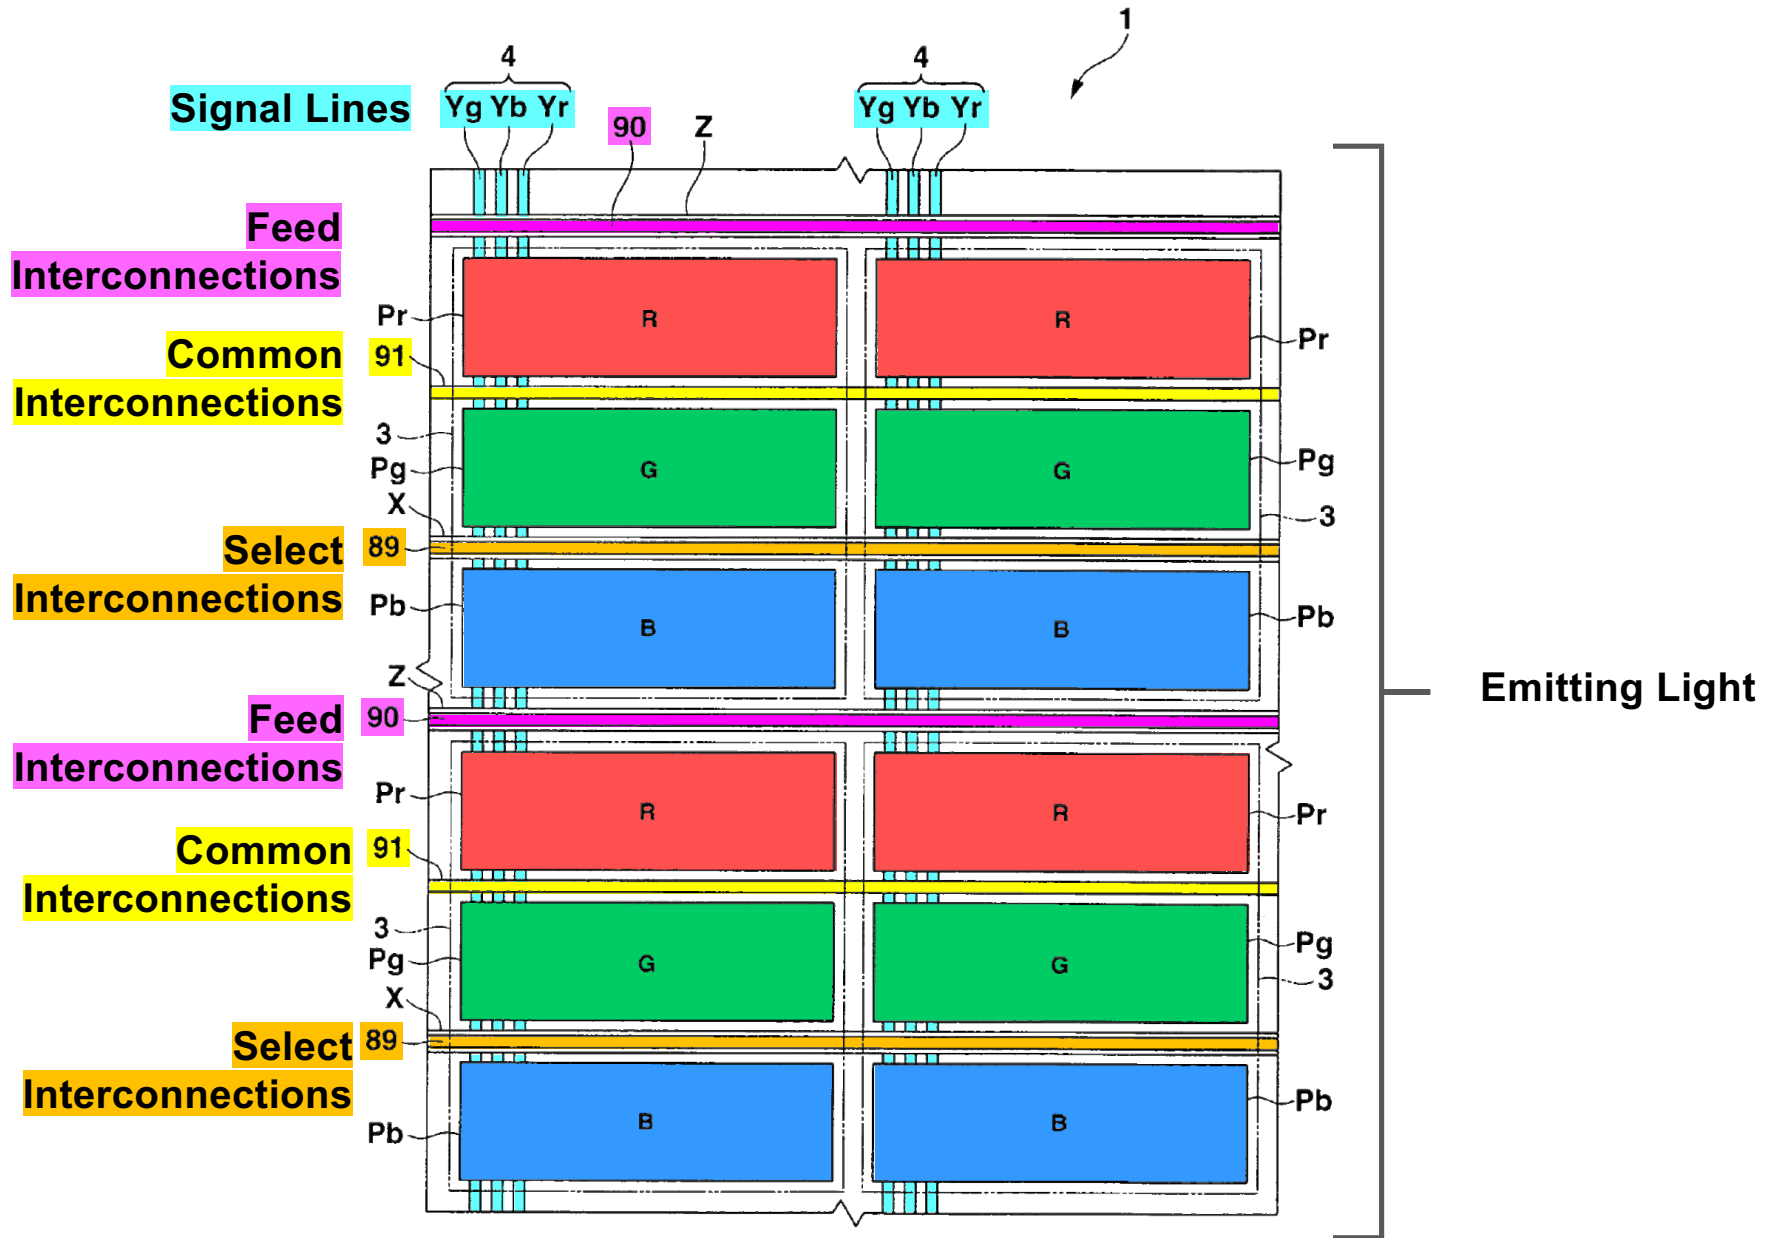 1
4 4
Signal Lines Yg Yb Yr Yg Yb Yr
90 Z
Feed
Interconnections
Pr R R Pr
Common 91
Interconnections
3
Pg G G Pg
X 3
Select 89
Interconnections
Pb B B Pb
Z
Emitting Light
Feed 90
Interconnections
Pr R R Pr
Common 91
Interconnections
3
Pg G G Pg
X 3
Select 89
Interconnections
Pb B B Pb